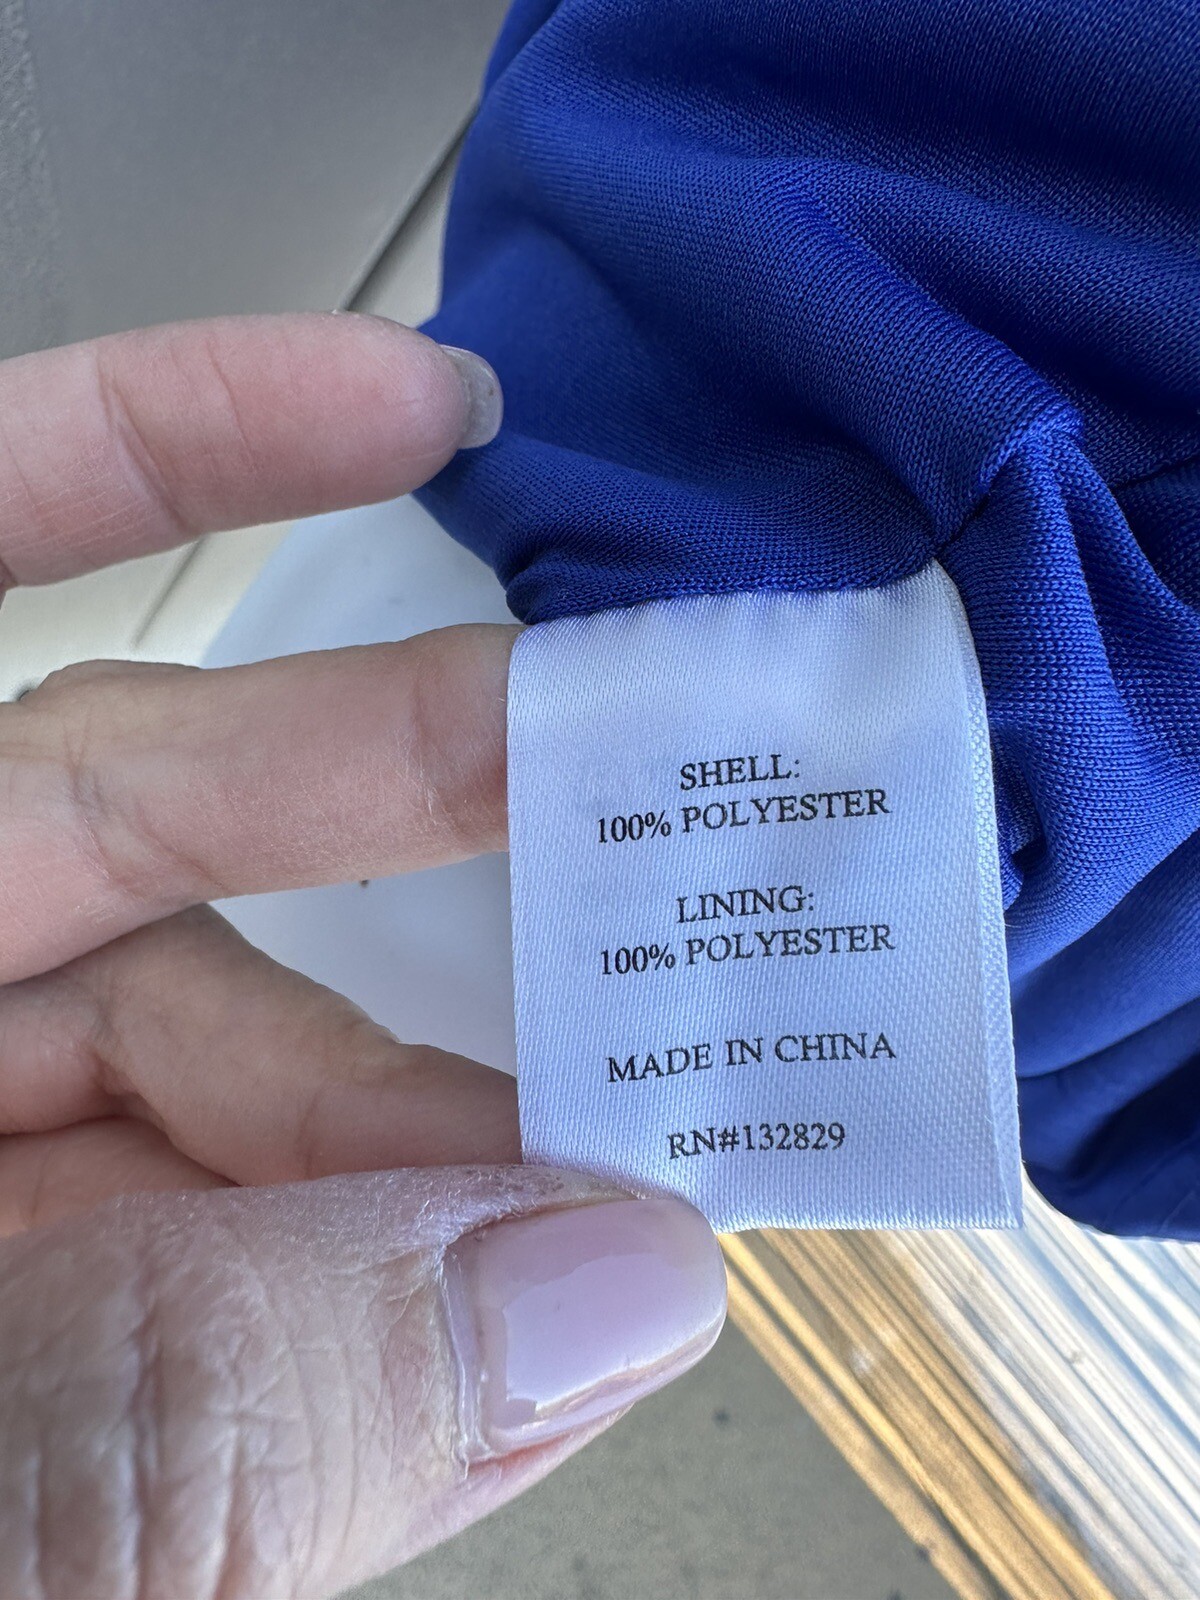 SHELL:
100% POLYESTER
LINING:
100% POLYESTER
MADE IN CHINA
RN#132829